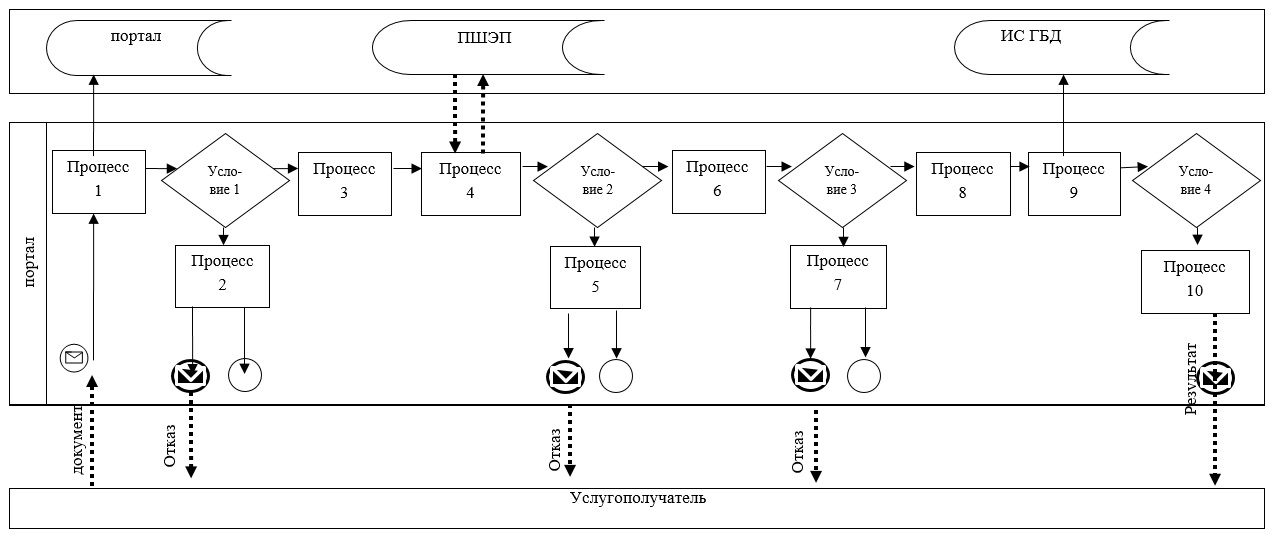 портал
ПШЭП
ИС ГБД
портал
Процесс
1
Усло-
вие 1
Процесс
3
Процесс
4
Усло-
вие 2
Процесс
6
Усло-
вие 3
Процесс
8
Процесс
9
Усло-
вие 4
Процесс
2
Процесс
5
Процесс
7
Процесс
10
документ
Отказ
Отказ
Отказ
Результат
Услугополучатель